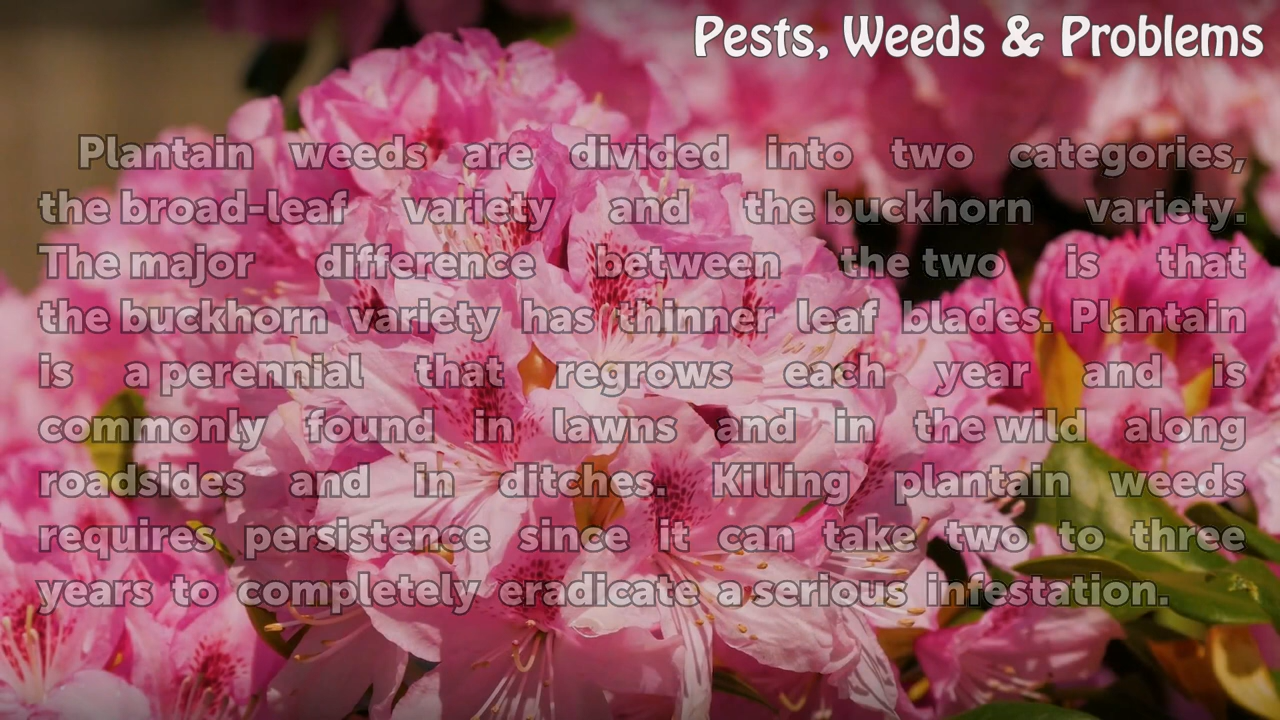 Pests, Weeds & Problems
Plantain weeds are divided into two categories,
the broad-leaf variety and the buckhorn variety.
The major difference between the two is that
the buckhorn variety has thinner leaf blades. Plantain
is a perennial that regrows each year and is
commonly found in lawns and in the wild along
roadsides and in ditches. Killing plantain weeds
requires persistence since it can take two to three
years to completely eradicate a serious infestation.